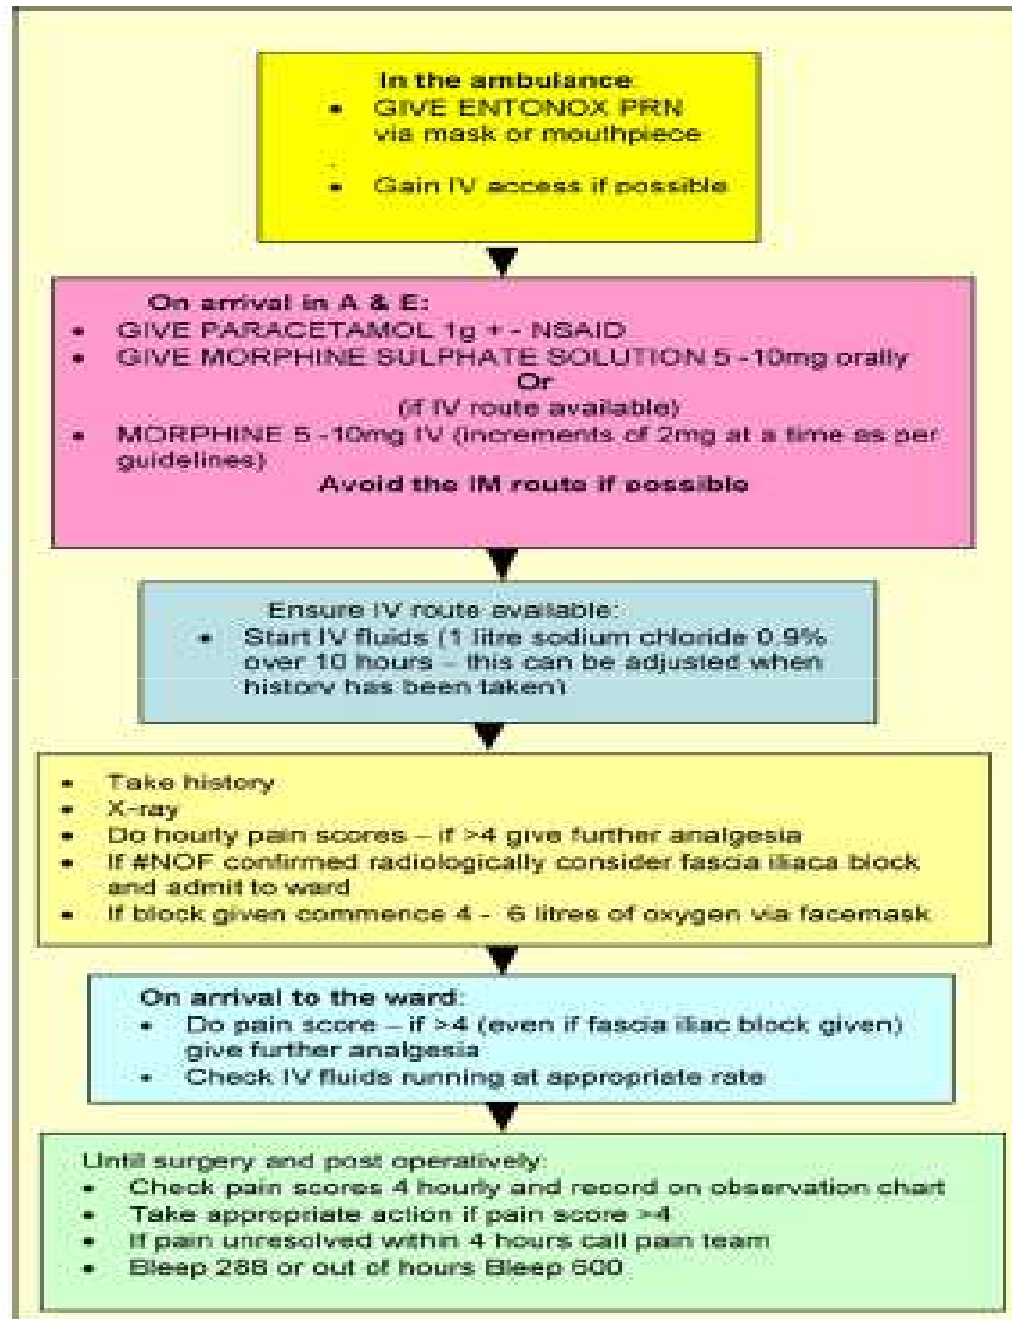 In the ambulance
• GIVE ENTONOX PRN
via mask or mouthpiece
• Gain IV access if possible
On arrival in A & E:
• GIVE PARACETAMOL 1g + - NSAID
• GIVE MORPHINE SULPHATE SOLUTION 5 -10mg orally
Or
(if IV route available)
• MORPHINE 5 -10mg IV (increments of 2mg at a time as per
guidelines)
Avoid the IM route if possible
Ensure IV route available:
• Start IV fluids (1 litre sodium chloride 0.9%
over 10 hours – this can be adjusted when
history has been taken)
• Take history
• X-ray
• Do hourly pain scores – if >4 give further analgesia
• If #NOF confirmed radiologically consider fascia iliaca block
and admit to ward
• If block given commence 4 - 6 litres of oxygen via facemask
On arrival to the ward:
• Do pain score – if >4 (even if fascia iliac block given)
give further analgesia
• Check IV fluids running at appropriate rate
Until surgery and post operatively:
• Check pain scores 4 hourly and record on observation chart
• Take appropriate action if pain score >4
• If pain unresolved within 4 hours call pain team
• Bleep 288 or out of hours Bleep 600